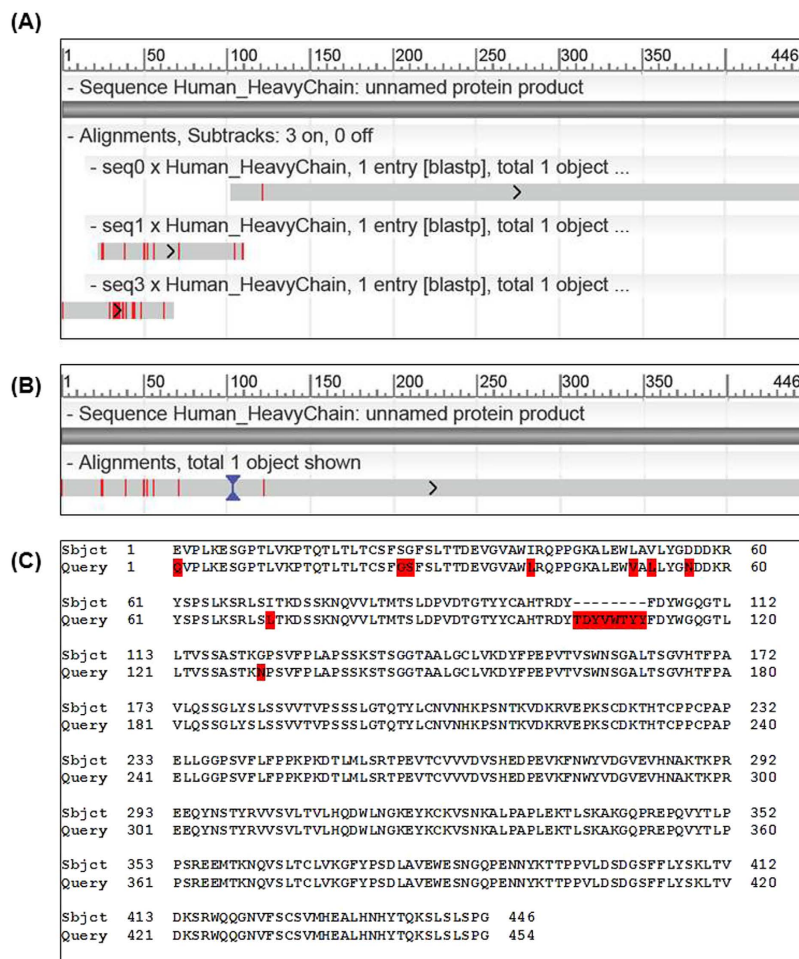 (A)
1 50 100 150 200 250 300 350 446
- Sequence Human_HeavyChain: unnamed protein product
- Alignments, Subtracks: 3 on, 0 off
- seq0 x Human_HeavyChain, 1 entry [blastp], total 1 object ...
- seq1 x Human_HeavyChain, 1 entry [blastp], total 1 object ...
- seq3 x Human_HeavyChain, 1 entry [blastp], total 1 object ...
(B)
1 50 100 150 200 250 300 350 446
- Sequence Human_HeavyChain: unnamed protein product
- Alignments, total 1 object shown
(C)
Sbjct 1 EVPLKESGPTLVKPTQTLTLTCSFSGFSLTTDEVGVAWIRQPPGKALEWLAVLYGDDDKR 60
Query 1 QVPLKESGPTLVKPTQTLTLTCSFGSFSLTTDEVGVAWLRQPPGKALEWVALLYGNDDKR 60
Sbjct 61 YSPSLKSRLSITKDSSKNQVVLTMTSLDPVDTGTYYCAHTRDY--------FDYWGQGTL 112
Query 61 YSPSLKSRLSLTKDSSKNQVVLTMTSLDPVDTGTYYCAHTRDYTDYVWTYYFDYWGQGTL 120
Sbjct 113 LTVSSASTKGPSVFPLAPSSKSTSGGTAALGCLVKDYFPEPVTVSWNSGALTSGVHTFPA 172
Query 121 LTVSSASTKNPSVFPLAPSSKSTSGGTAALGCLVKDYFPEPVTVSWNSGALTSGVHTFPA 180
Sbjct 173 VLQSSGLYSLSSVVTVPSSSLGTQTYLCNVNHKPSNTKVDKRVEPKSCDKTHTCPPCPAP 232
Query 181 VLQSSGLYSLSSVVTVPSSSLGTQTYLCNVNHKPSNTKVDKRVEPKSCDKTHTCPPCPAP 240
Sbjct 233 ELLGGPSVFLFPPKPKDTLMLSRTPEVTCVVVDVSHEDPEVKFNWYVDGVEVHNAKTKPR 292
Query 241 ELLGGPSVFLFPPKPKDTLMLSRTPEVTCVVVDVSHEDPEVKFNWYVDGVEVHNAKTKPR 300
Sbjct 293 EEQYNSTYRVVSVLTVLHQDWLNGKEYKCKVSNKALPAPLEKTLSKAKGQPREPQVYTLP 352
Query 301 EEQYNSTYRVVSVLTVLHQDWLNGKEYKCKVSNKALPAPLEKTLSKAKGQPREPQVYTLP 360
Sbjct 353 PSREEMTKNQVSLTCLVKGFYPSDLAVEWESNGQPENNYKTTPPVLDSDGSFFLYSKLTV 412
Query 361 PSREEMTKNQVSLTCLVKGFYPSDLAVEWESNGQPENNYKTTPPVLDSDGSFFLYSKLTV 420
Sbjct 413 DKSRWQQGNVFSCSVMHEALHNHYTQKSLSLSPG 446
Query 421 DKSRWQQGNVFSCSVMHEALHNHYTQKSLSLSPG 454